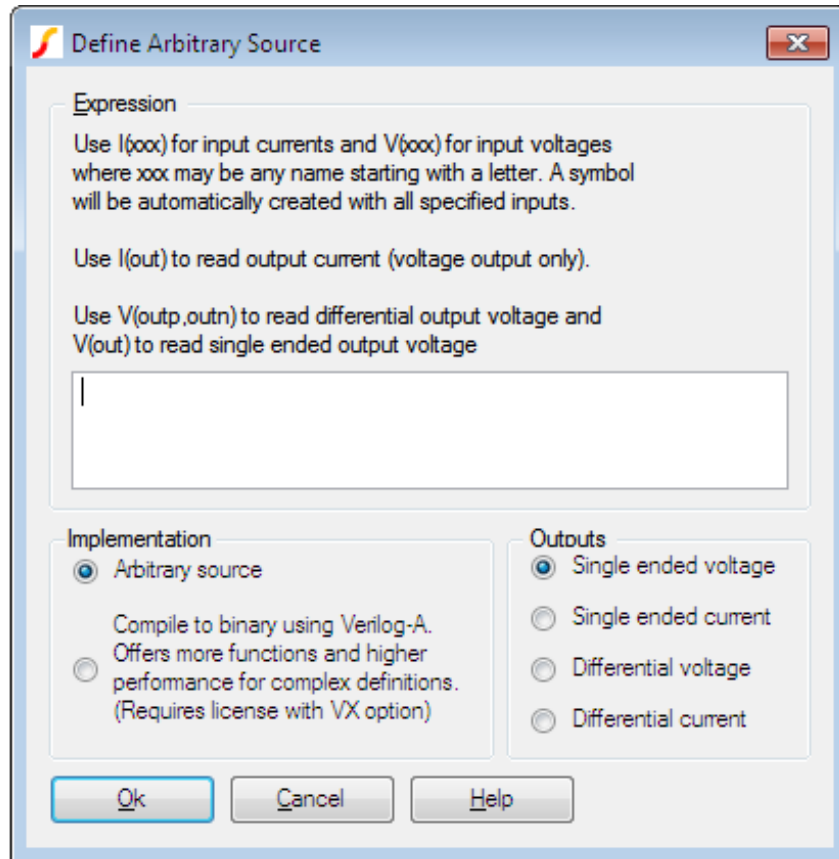 Define Arbitrary Source
Expression
Use I(xxx) for input currents and V(xxx) for input voltages
where xxx may be any name starting with a letter. A symbol
will be automatically created with all specified inputs.
Use I(out) to read output current (voltage output only).
Use V(outp,outn) to read differential output voltage and
V(out) to read single ended output voltage
Implementation
Arbitrary source
Compile to binary using Verilog-A.
Offers more functions and higher
performance for complex definitions.
(Requires license with VX option)
Outputs
Single ended voltage
Single ended current
Differential voltage
Differential current
Ok
Cancel
Help